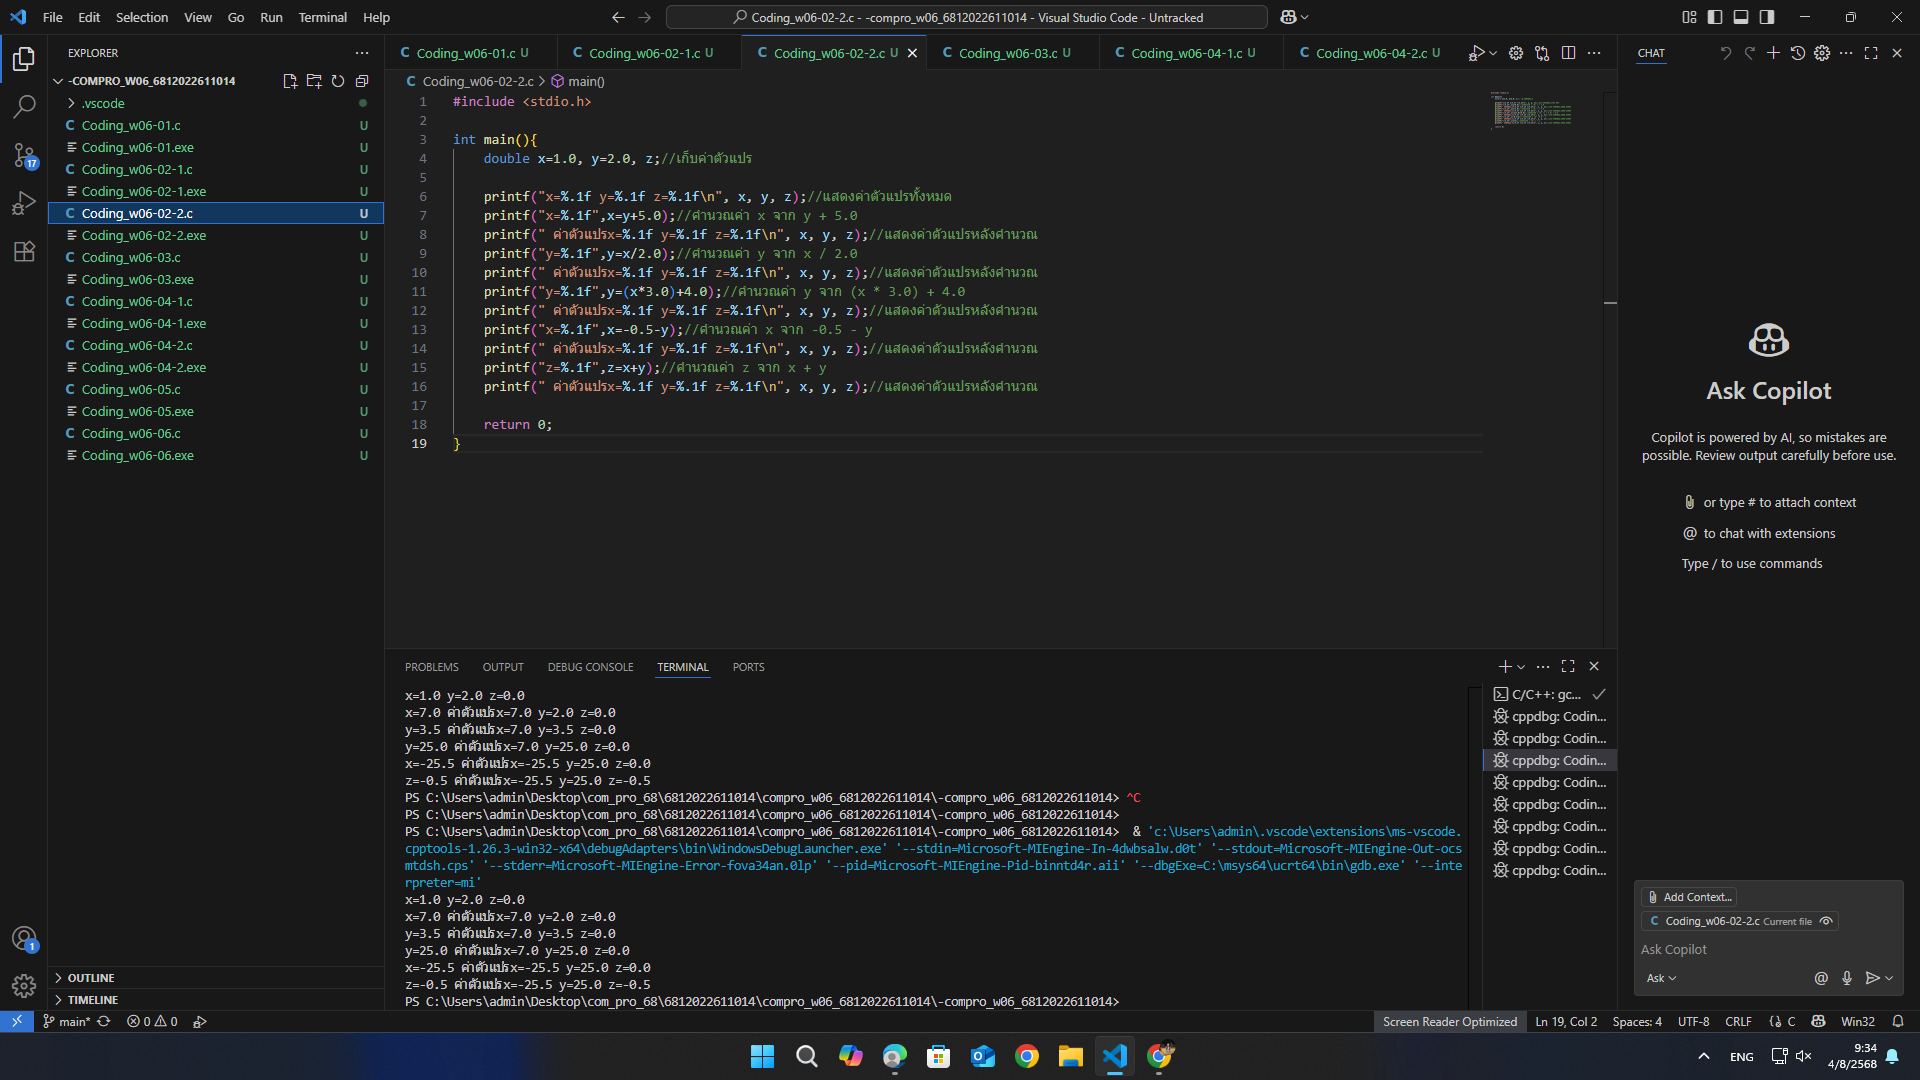 File Edit Selection View Go Run Terminal Help
Coding_w06-02-2.c - -compro_w06_6812022611014 - Visual Studio Code - Untracked
EXPLORER
-COMPRO_W06_6812022611014
.vscode
Coding_w06-01.c U
Coding_w06-01.exe U
Coding_w06-02-1.c U
Coding_w06-02-1.exe U
Coding_w06-02-2.c U
Coding_w06-02-2.exe U
Coding_w06-03.c U
Coding_w06-03.exe U
Coding_w06-04-1.c U
Coding_w06-04-1.exe U
Coding_w06-04-2.c U
Coding_w06-04-2.exe U
Coding_w06-05.c U
Coding_w06-05.exe U
Coding_w06-06.c U
Coding_w06-06.exe U
OUTLINE
TIMELINE
17
1
Coding_w06-01.c U Coding_w06-02-1.c U Coding_w06-02-2.c U Coding_w06-03.c U Coding_w06-04-1.c U Coding_w06-04-2.c U
Coding_w06-02-2.c > main()
1 #include <stdio.h>
2
3 int main(){
4 double x=1.0, y=2.0, z;//เก็บค่าตัวแปร
5
6 printf("x=%.1f y=%.1f z=%.1f\n", x, y, z);//แสดงค่าตัวแปรทั้งหมด
7 printf("x=%.1f",x=y+5.0);//คำนวณค่า x จาก y + 5.0
8 printf(" ค่าตัวแปรx=%.1f y=%.1f z=%.1f\n", x, y, z);//แสดงค่าตัวแปรหลังคำนวณ
9 printf("y=%.1f",y=x/2.0);//คำนวณค่า y จาก x / 2.0
10 printf(" ค่าตัวแปรx=%.1f y=%.1f z=%.1f\n", x, y, z);//แสดงค่าตัวแปรหลังคำนวณ
11 printf("y=%.1f",y=(x*3.0)+4.0);//คำนวณค่า y จาก (x * 3.0) + 4.0
12 printf(" ค่าตัวแปรx=%.1f y=%.1f z=%.1f\n", x, y, z);//แสดงค่าตัวแปรหลังคำนวณ
13 printf("x=%.1f",x=-0.5-y);//คำนวณค่า x จาก -0.5 - y
14 printf(" ค่าตัวแปรx=%.1f y=%.1f z=%.1f\n", x, y, z);//แสดงค่าตัวแปรหลังคำนวณ
15 printf("z=%.1f",z=x+y);//คำนวณค่า z จาก x + y
16 printf(" ค่าตัวแปรx=%.1f y=%.1f z=%.1f\n", x, y, z);//แสดงค่าตัวแปรหลังคำนวณ
17
18 return 0;
19 }
PROBLEMS OUTPUT DEBUG CONSOLE TERMINAL PORTS
x=1.0 y=2.0 z=0.0
x=7.0 ค่าตัวแปรx=7.0 y=2.0 z=0.0
y=3.5 ค่าตัวแปรx=7.0 y=3.5 z=0.0
y=25.0 ค่าตัวแปรx=7.0 y=25.0 z=0.0
x=-25.5 ค่าตัวแปรx=-25.5 y=25.0 z=0.0
z=-0.5 ค่าตัวแปรx=-25.5 y=25.0 z=-0.5
PS C:\Users\admin\Desktop\com_pro_68\6812022611014\compro_w06_6812022611014\-compro_w06_6812022611014> ^C
PS C:\Users\admin\Desktop\com_pro_68\6812022611014\compro_w06_6812022611014\-compro_w06_6812022611014>
PS C:\Users\admin\Desktop\com_pro_68\6812022611014\compro_w06_6812022611014\-compro_w06_6812022611014> & 'c:\Users\admin\.vscode\extensions\ms-vscode.
cpptools-1.26.3-win32-x64\debugAdapters\bin\WindowsDebugLauncher.exe' '--stdin=Microsoft-MIEngine-In-4dwbsalw.d0t' '--stdout=Microsoft-MIEngine-Out-ocs
mtdsh.cps' '--stderr=Microsoft-MIEngine-Error-fova34an.0lp' '--pid=Microsoft-MIEngine-Pid-binntd4r.aii' '--dbgExe=C:\msys64\ucrt64\bin\gdb.exe' '--inte
rpreter=mi'
x=1.0 y=2.0 z=0.0
x=7.0 ค่าตัวแปรx=7.0 y=2.0 z=0.0
y=3.5 ค่าตัวแปรx=7.0 y=3.5 z=0.0
y=25.0 ค่าตัวแปรx=7.0 y=25.0 z=0.0
x=-25.5 ค่าตัวแปรx=-25.5 y=25.0 z=0.0
z=-0.5 ค่าตัวแปรx=-25.5 y=25.0 z=-0.5
PS C:\Users\admin\Desktop\com_pro_68\6812022611014\compro_w06_6812022611014\-compro_w06_6812022611014>
C/C++: gc...
cppdbg: Codin...
cppdbg: Codin...
cppdbg: Codin...
cppdbg: Codin...
cppdbg: Codin...
cppdbg: Codin...
cppdbg: Codin...
cppdbg: Codin...
CHAT
Ask Copilot
Copilot is powered by AI, so mistakes are
possible. Review output carefully before use.
or type # to attach context
@ to chat with extensions
Type / to use commands
Add Context...
Coding_w06-02-2.c Current file
Ask Copilot
Ask
main* 0 0
Screen Reader Optimized Ln 19, Col 2 Spaces: 4 UTF-8 CRLF {} C Win32
ENG
9:34
4/8/2568